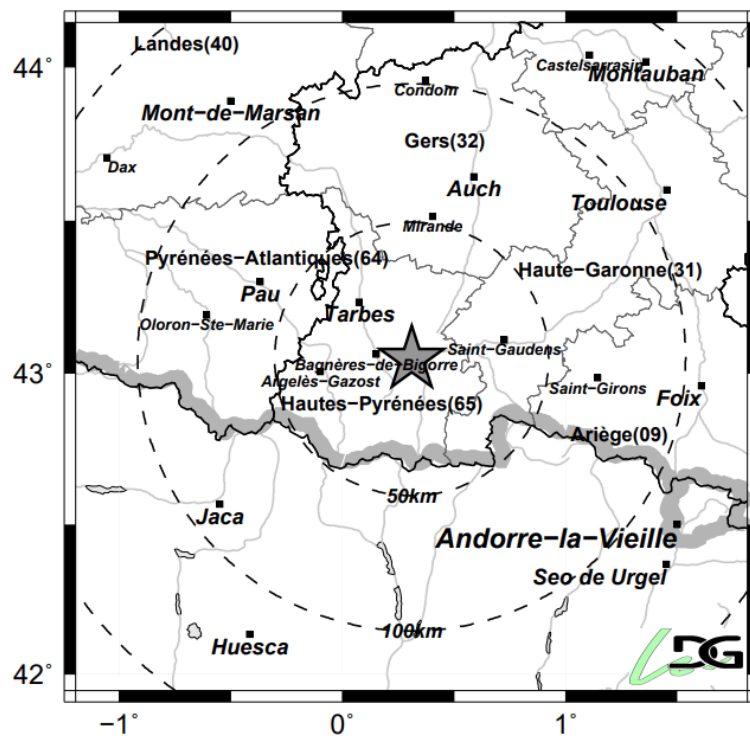 Landes(40)
44°
Castelsarrasin
Montauban
Condom
Mont−de−Marsan
Gers(32)
Dax
Auch
Toulouse
Mirande
Pyrénées−Atlantiques(64)
Haute−Garonne(31)
Pau
Tarbes
Oloron−Ste−Marie
Saint−Gaudens
43°
Bagnères−de−Bigorre
Argelès−Gazost
Saint−Girons
Foix
Hautes−Pyrénées(65)
Ariège(09)
50km
Jaca
Andorre−la−Vieille
Seo de Urgel
100km
Huesca
DG
42°
−1° 0° 1°